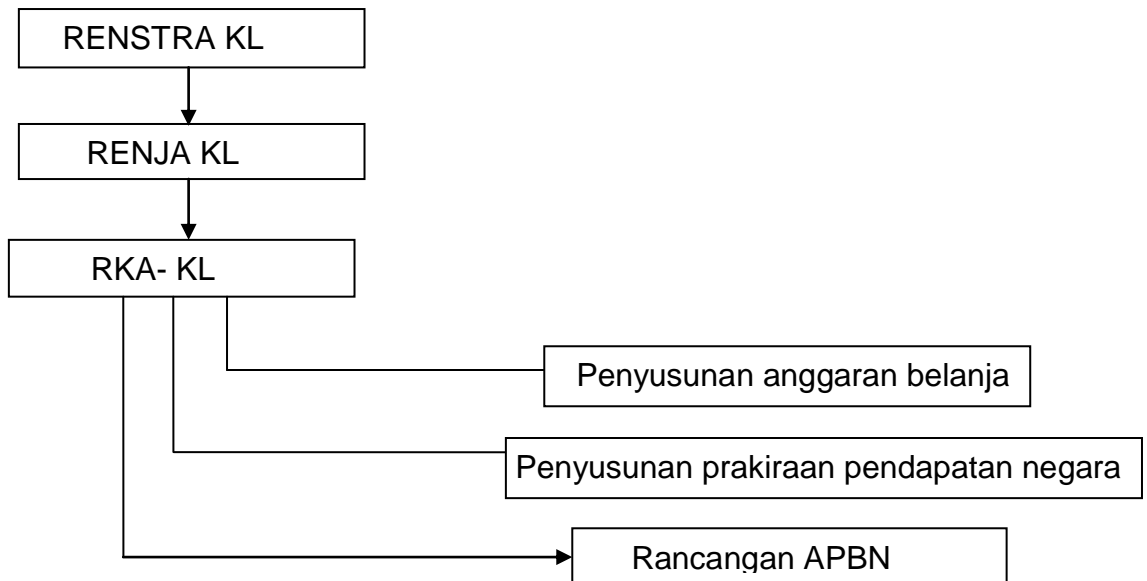 RENSTRA KL
RENJA KL
RKA- KL
Penyusunan anggaran belanja
Penyusunan prakiraan pendapatan negara
Rancangan APBN